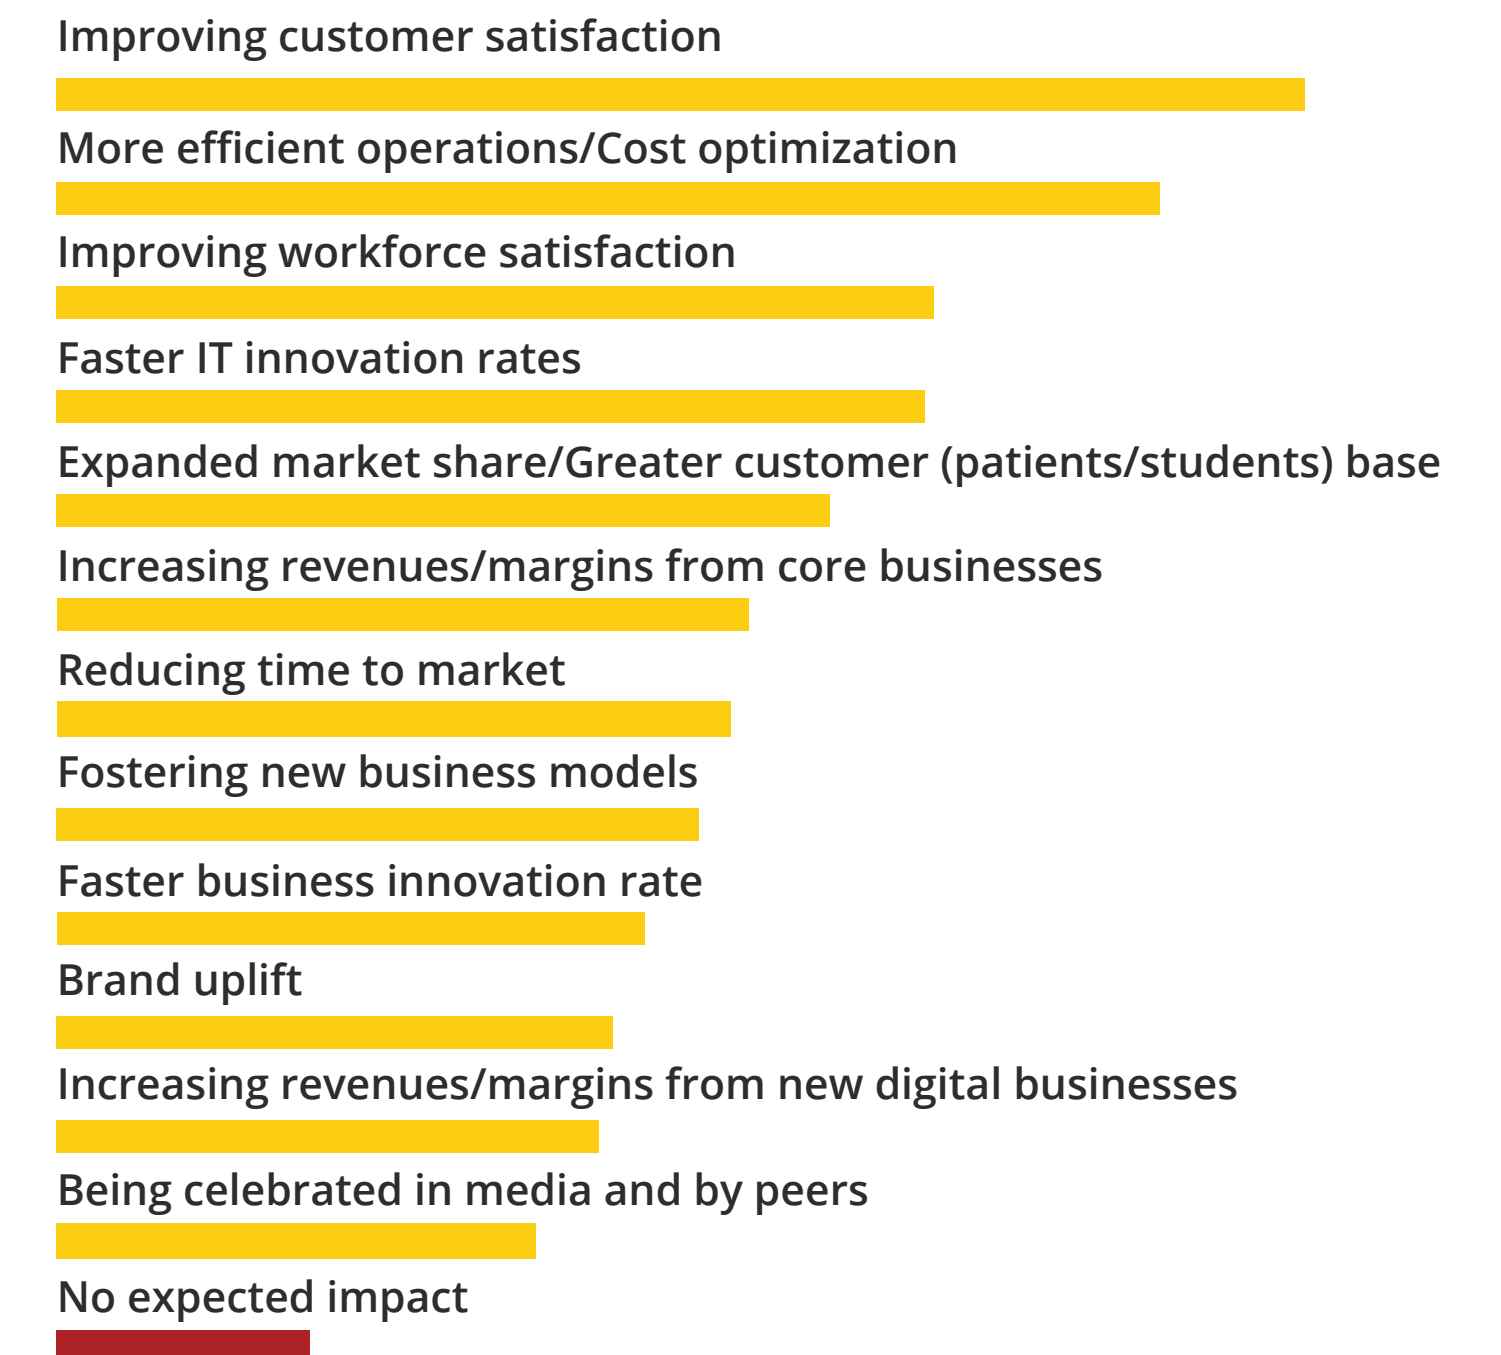 Improving customer satisfaction
More efficient operations/Cost optimization
Improving workforce satisfaction
Faster IT innovation rates
Expanded market share/Greater customer (patients/students) base
Increasing revenues/margins from core businesses
Reducing time to market
Fostering new business models
Faster business innovation rate
Brand uplift
Increasing revenues/margins from new digital businesses
Being celebrated in media and by peers
No expected impact